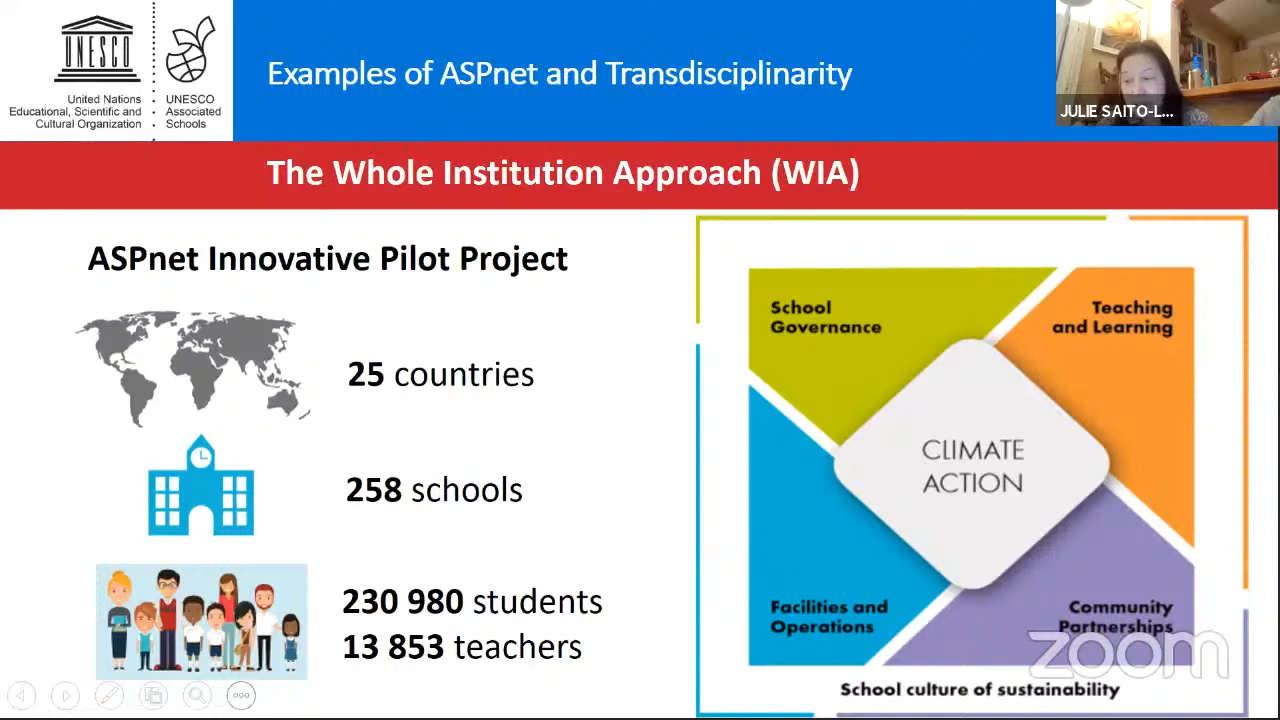 UNESCO
United Nations
Educational, Scientific and
Cultural Organization
UNESCO
Associated
Schools
Examples of ASPnet and Transdisciplinarity
JULIE SAITO-L...
The Whole Institution Approach (WIA)
ASPnet Innovative Pilot Project
25 countries
258 schools
230 980 students
13 853 teachers
School
Governance
Teaching
and Learning
CLIMATE
ACTION
Facilities and
Operations
Community
Partnerships
zoom
School culture of sustainability